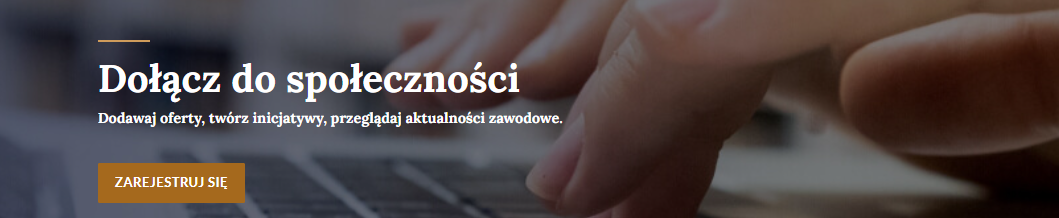 Dołącz do społeczności
Dodawaj oferty, twórz inicjatywy, przeglądaj aktualności zawodowe.
ZAREJESTRUJ SIĘ